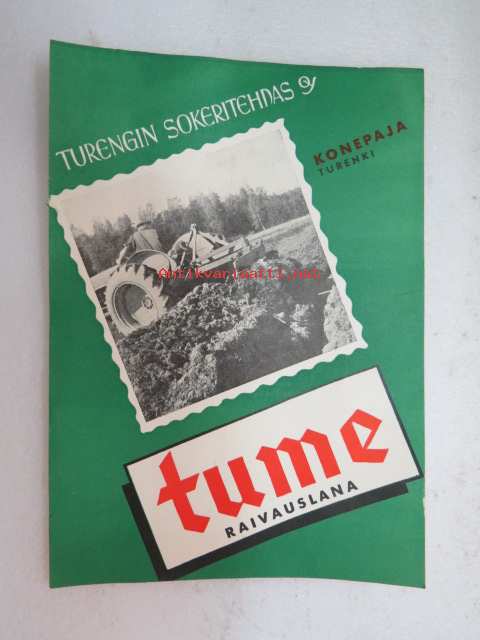 TURENGIN SOKERITEHDAS Oy
KONEPAJA
TURENKI
Antikvariaatti.net
tume
RAIVAUSLANA